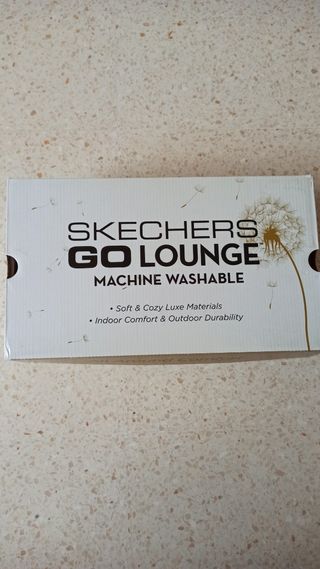 SKECHERS
GO LOUNGE
MACHINE WASHABLE
• Soft & Cozy Luxe Materials
• Indoor Comfort & Outdoor Durability